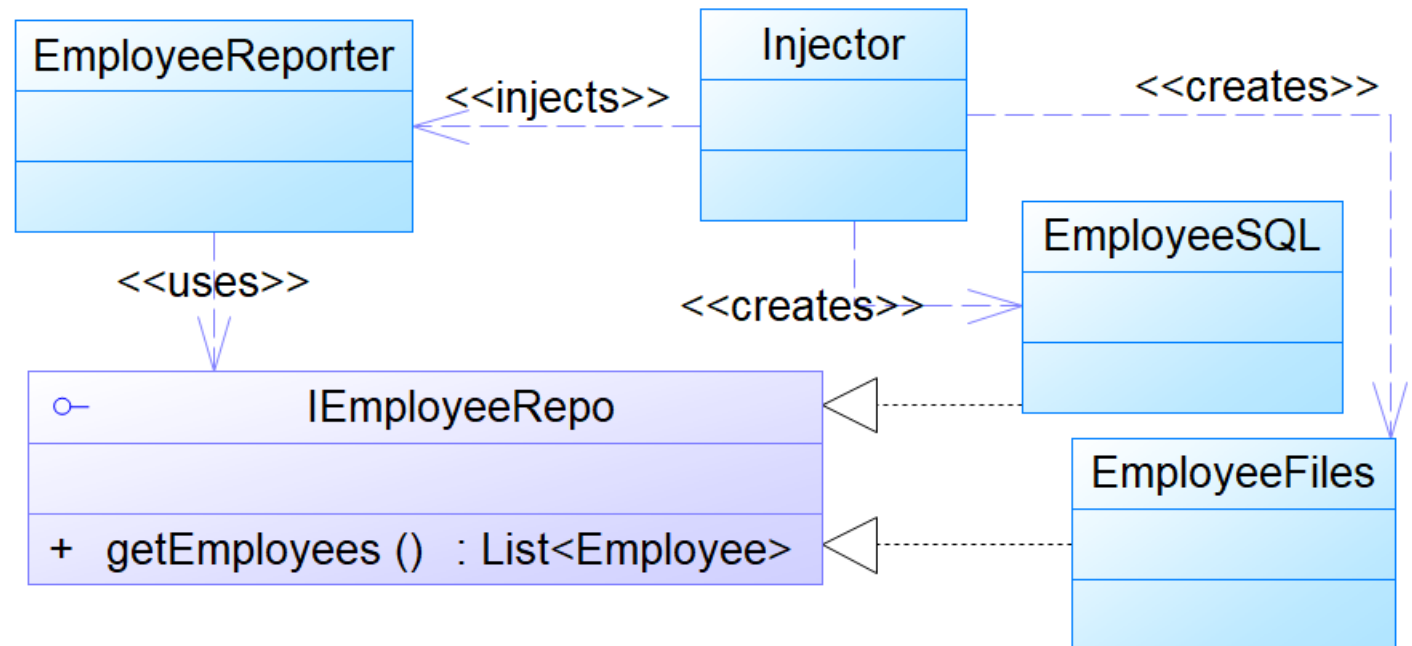 EmployeeReporter
<<injects>>
Injector
<<creates>>
<<uses>>
<<creates>>
EmployeeSQL
IEmployeeRepo
+ getEmployees () : List<Employee>
EmployeeFiles